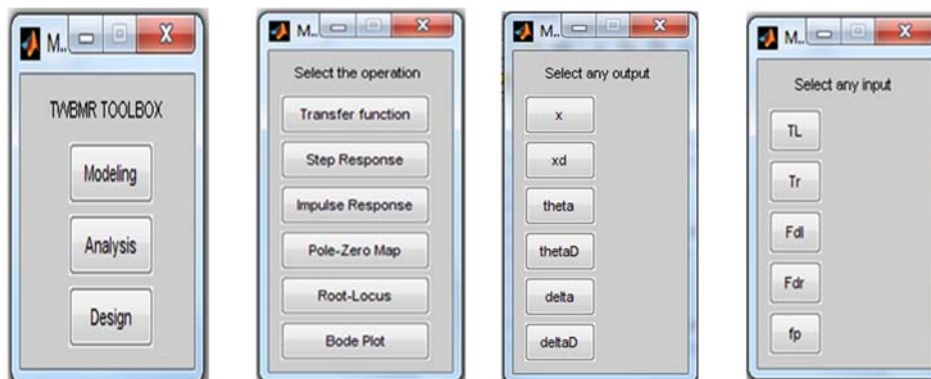 M..
X
TWBMR TOOLBOX
Modeling
Analysis
Design
M..
X
Select the operation
Transfer function
Step Response
Impulse Response
Pole-Zero Map
Root-Locus
Bode Plot
M..
X
Select any output
x
xd
theta
thetaD
delta
deltaD
M..
X
Select any input
TL
Tr
Fdl
Fdr
fp